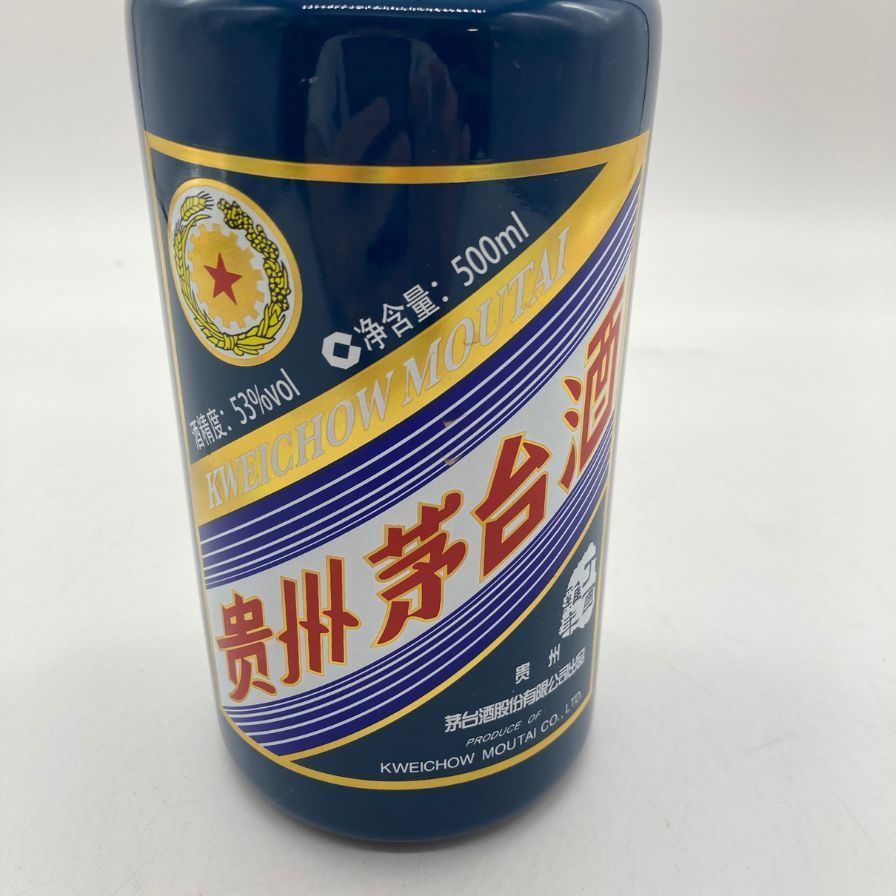 净含量：500ml
酒精度：53%vol
KWEICHOW MOUTAI
贵州茅台酒
贵州
茅台酒股份有限公司出品
PRODUCE OF
KWEICHOW MOUTAI CO., LTD.